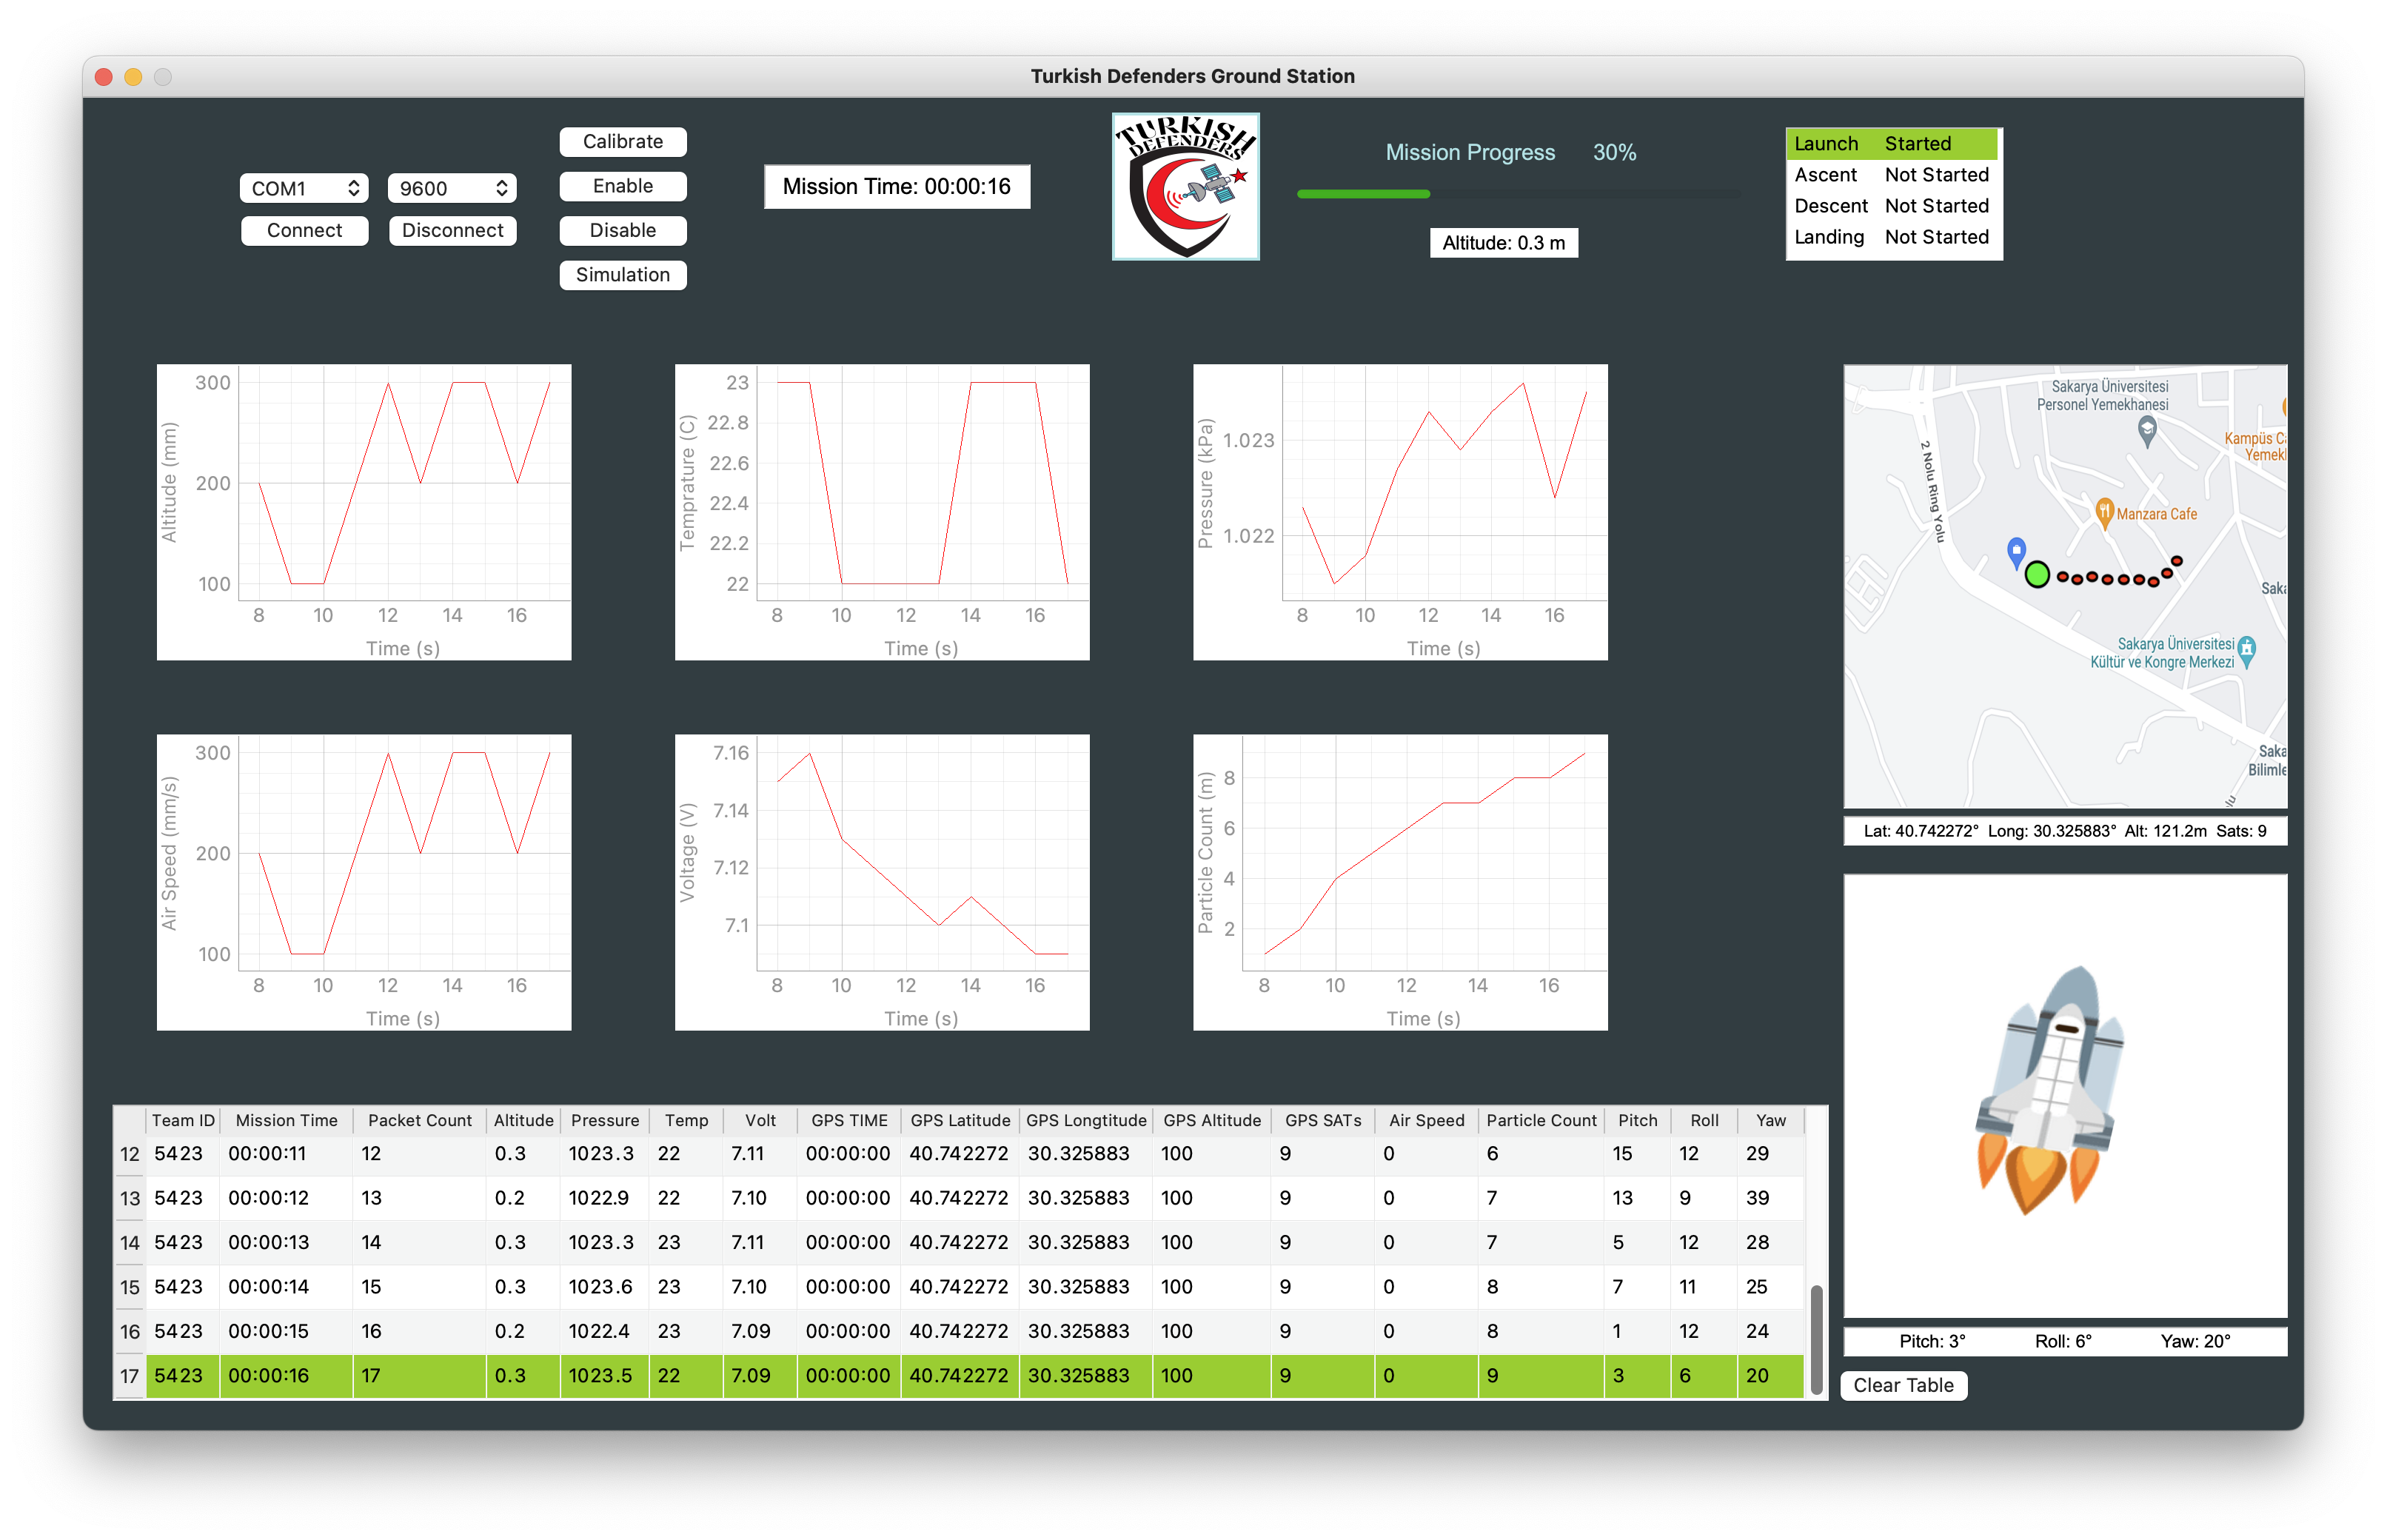 Turkish Defenders Ground Station
Calibrate
COM1 9600 Enable
Connect Disconnect Disable
Simulation
Mission Time: 00:00:16
TURKISH
DEFENDERS
Mission Progress 30%
Altitude: 0.3 m
Launch Started
Ascent Not Started
Descent Not Started
Landing Not Started
Altitude (mm)
300
200
100
8 10 12 14 16
Time (s)
Temprature (C)
23
22.8
22.6
22.4
22.2
22
8 10 12 14 16
Time (s)
Pressure (kPa)
1.023
1.022
8 10 12 14 16
Time (s)
Sakarya Üniversitesi
Personel Yemekhanesi
Kampüs Ca
Yemekl
2 Nolu Ring Yolu
Manzara Cafe
Saka
Sakarya Üniversitesi
Kültür ve Kongre Merkezi
Saka
Bilimle
olu
Lat: 40.742272° Long: 30.325883° Alt: 121.2m Sats: 9
Air Speed (mm/s)
300
200
100
8 10 12 14 16
Time (s)
Voltage (V)
7.16
7.14
7.12
7.1
8 10 12 14 16
Time (s)
Particle Count (m)
8
6
4
2
8 10 12 14 16
Time (s)
Team ID Mission Time Packet Count Altitude Pressure Temp Volt GPS TIME GPS Latitude GPS Longtitude GPS Altitude GPS SATs Air Speed Particle Count Pitch Roll Yaw
12 5423 00:00:11 12 0.3 1023.3 22 7.11 00:00:00 40.742272 30.325883 100 9 0 6 15 12 29
13 5423 00:00:12 13 0.2 1022.9 22 7.10 00:00:00 40.742272 30.325883 100 9 0 7 13 9 39
14 5423 00:00:13 14 0.3 1023.3 23 7.11 00:00:00 40.742272 30.325883 100 9 0 7 5 12 28
15 5423 00:00:14 15 0.3 1023.6 23 7.10 00:00:00 40.742272 30.325883 100 9 0 8 7 11 25
16 5423 00:00:15 16 0.2 1022.4 23 7.09 00:00:00 40.742272 30.325883 100 9 0 8 1 12 24
17 5423 00:00:16 17 0.3 1023.5 22 7.09 00:00:00 40.742272 30.325883 100 9 0 9 3 6 20
Pitch: 3° Roll: 6° Yaw: 20°
Clear Table